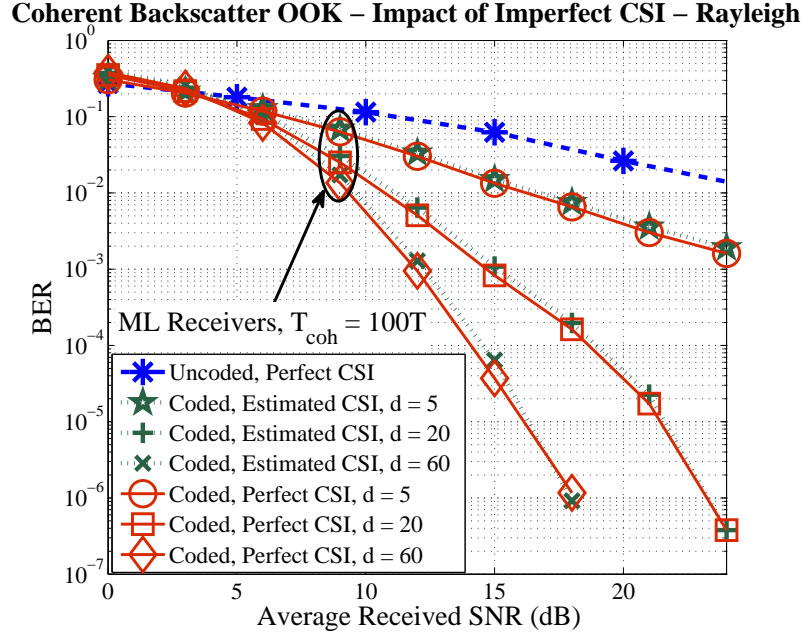 Coherent Backscatter OOK − Impact of Imperfect CSI − Rayleigh
10^0
10^−1
10^−2
10^−3
10^−4
10^−5
10^−6
10^−7
BER
ML Receivers, T_coh = 100T
Uncoded, Perfect CSI
Coded, Estimated CSI, d = 5
Coded, Estimated CSI, d = 20
Coded, Estimated CSI, d = 60
Coded, Perfect CSI, d = 5
Coded, Perfect CSI, d = 20
Coded, Perfect CSI, d = 60
0 5 10 15 20
Average Received SNR (dB)